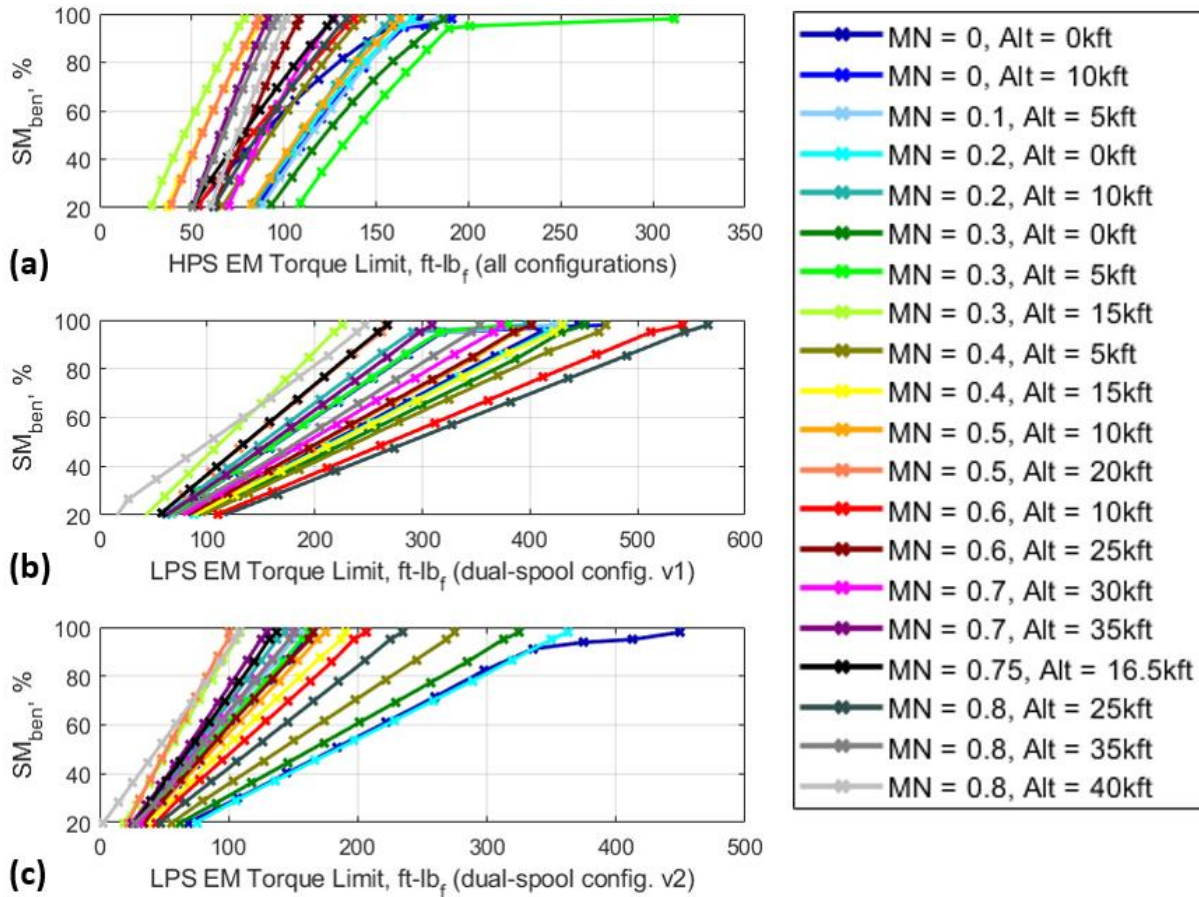 100
80
60
40
20
SM_ben, %
0 50 100 150 200 250 300 350
(a)
HPS EM Torque Limit, ft-lb_f (all configurations)
100
80
60
40
20
SM_ben, %
0 100 200 300 400 500 600
(b)
LPS EM Torque Limit, ft-lb_f (dual-spool config. v1)
100
80
60
40
20
SM_ben, %
0 100 200 300 400 500
(c)
LPS EM Torque Limit, ft-lb_f (dual-spool config. v2)
MN = 0, Alt = 0kft
MN = 0, Alt = 10kft
MN = 0.1, Alt = 5kft
MN = 0.2, Alt = 0kft
MN = 0.2, Alt = 10kft
MN = 0.3, Alt = 0kft
MN = 0.3, Alt = 5kft
MN = 0.3, Alt = 15kft
MN = 0.4, Alt = 5kft
MN = 0.4, Alt = 15kft
MN = 0.5, Alt = 10kft
MN = 0.5, Alt = 20kft
MN = 0.6, Alt = 10kft
MN = 0.6, Alt = 25kft
MN = 0.7, Alt = 30kft
MN = 0.7, Alt = 35kft
MN = 0.75, Alt = 16.5kft
MN = 0.8, Alt = 25kft
MN = 0.8, Alt = 35kft
MN = 0.8, Alt = 40kft